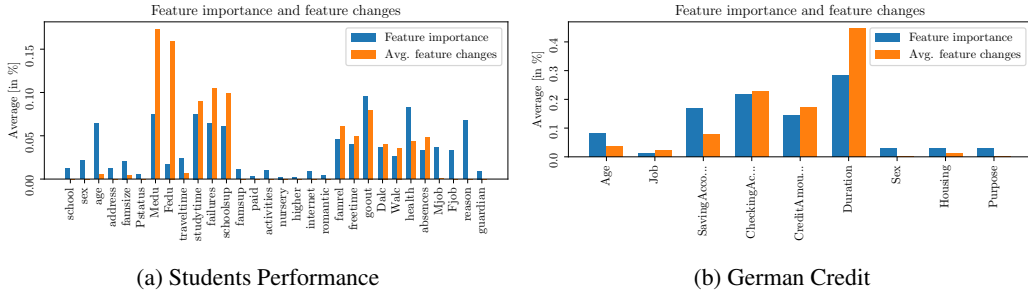 Feature importance and feature changes
Average [in %]
0.15
0.10
0.05
0.00
Feature importance
Avg. feature changes
school
sex
age
address
famsize
Pstatus
Medu
Fedu
traveltime
studytime
failures
schoolsup
famsup
paid
activities
nursery
higher
internet
romantic
famrel
freetime
goout
Dalc
Walc
health
absences
Mjob
Fjob
reason
guardian
(a) Students Performance
Feature importance and feature changes
Average [in %]
0.4
0.3
0.2
0.1
0.0
Feature importance
Avg. feature changes
Age
Job
SavingAcco...
CheckingAc...
CreditAmoun...
Duration
Sex
Housing
Purpose
(b) German Credit